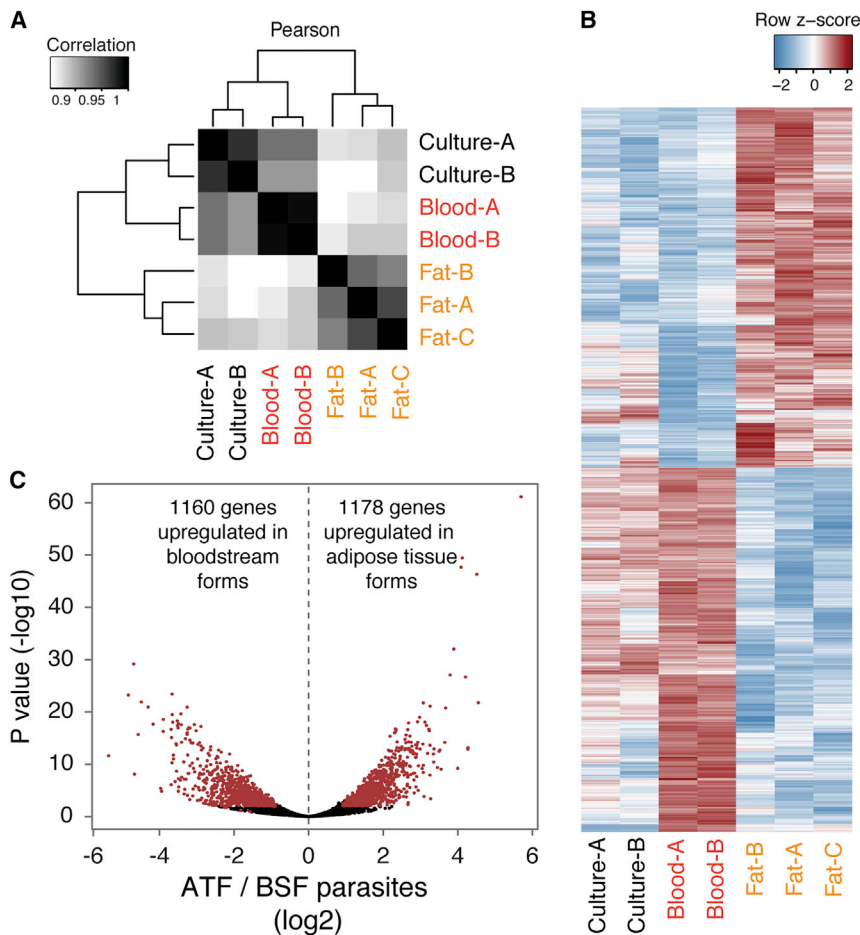 A
Pearson
Correlation
0.9 0.95 1
Culture-A
Culture-B
Blood-A
Blood-B
Fat-B
Fat-A
Fat-C
Culture-A
Culture-B
Blood-A
Blood-B
Fat-B
Fat-A
Fat-C
B
Row z-score
-2 0 2
Culture-A
Culture-B
Blood-A
Blood-B
Fat-B
Fat-A
Fat-C
C
1160 genes
upregulated in
bloodstream
forms
1178 genes
upregulated in
adipose tissue
forms
P value (-log10)
60
50
40
30
20
10
0
-6 -4 -2 0 2 4 6
ATF / BSF parasites
(log2)